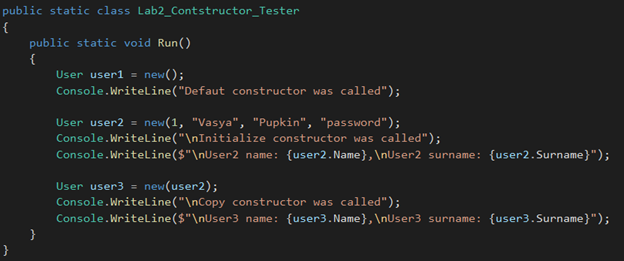 public static class Lab2_Contstructor_Tester
{
    public static void Run()
    {
        User user1 = new();
        Console.WriteLine("Defaut constructor was called");

        User user2 = new(1, "Vasya", "Pupkin", "password");
        Console.WriteLine("\nInitialize constructor was called");
        Console.WriteLine($"\nUser2 name: {user2.Name},\nUser2 surname: {user2.Surname}");

        User user3 = new(user2);
        Console.WriteLine("\nCopy constructor was called");
        Console.WriteLine($"\nUser3 name: {user3.Name},\nUser3 surname: {user3.Surname}");
    }
}